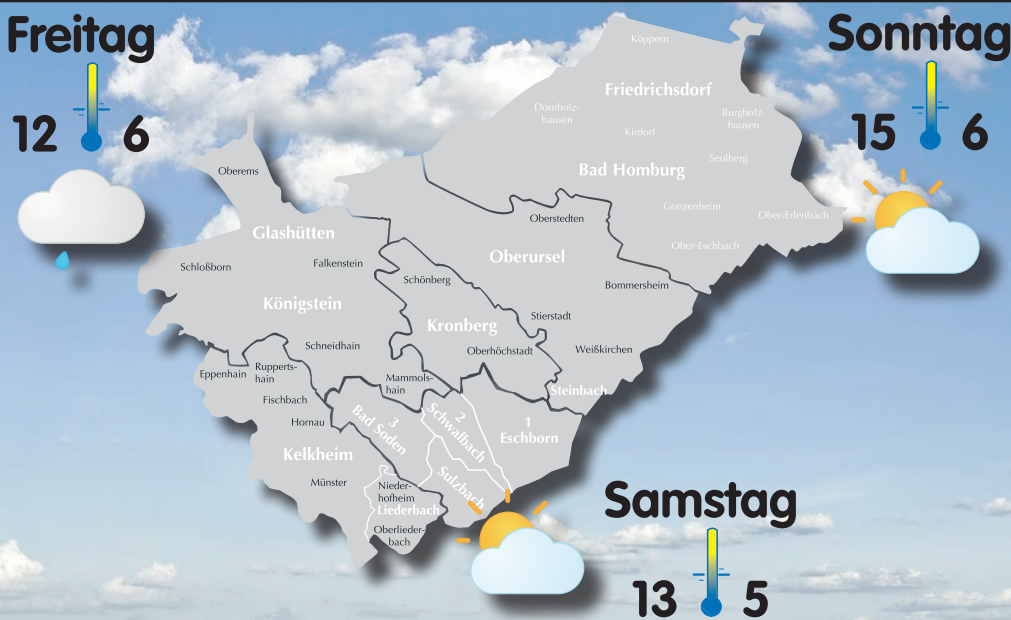 Freitag
12 6
Sonntag
15 6
Köppern
Friedrichsdorf
Dornholz-
hausen
Burgholz-
hausen
Kirdorf
Seulberg
Bad Homburg
Oberems
Gonzenheim
Ober-Erlenbach
Oberstedten
Glashütten
Ober-Eschbach
Oberursel
Schloßborn
Falkenstein
Schönberg
Bommersheim
Königstein
Stierstadt
Kronberg
Schneidhain
Oberhöchstadt
Weißkirchen
Eppenhain
Rupperts-
hain
Mammols-
hain
Steinbach
Fischbach
Hornau
3
Bad Soden
2
Schwalbach
1
Eschborn
Kelkheim
Münster
Sulzbach
Nieder-
hofheim
Liederbach
Oberlieder-
bach
Samstag
13 5